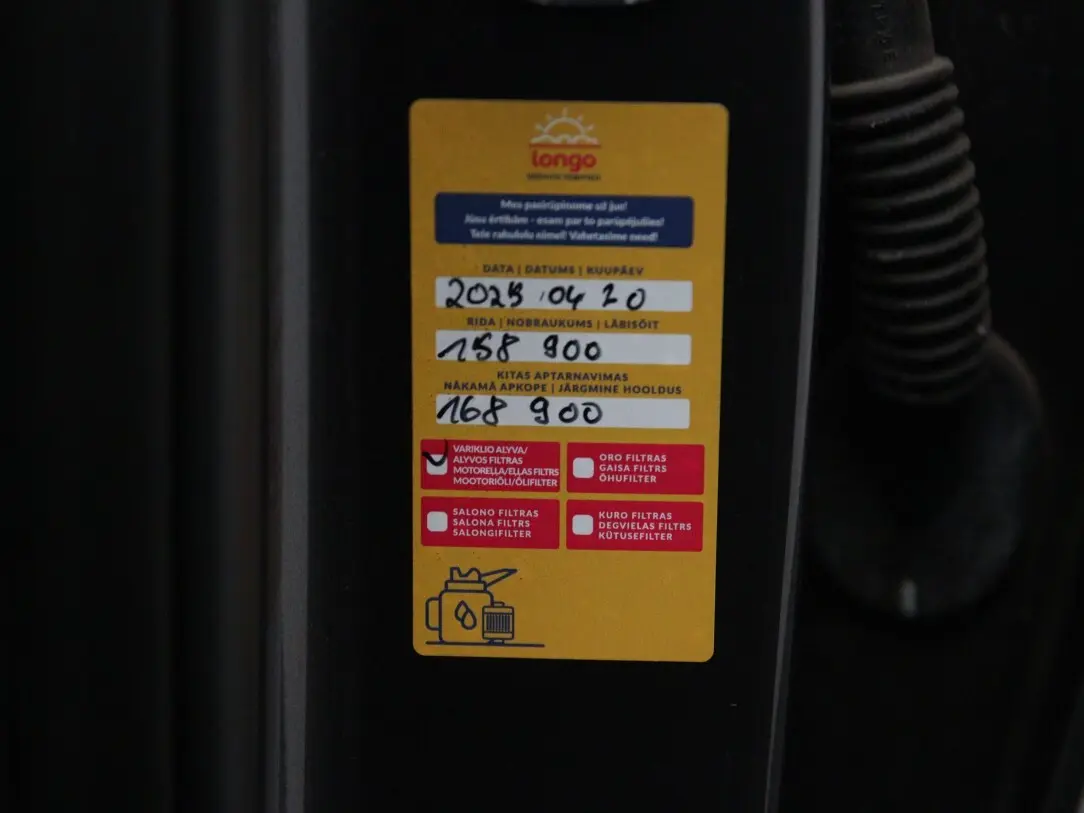 longo
Mes pasirūpinome už jus!
Jūsu ērtībām - esam par to parūpējušies!
Teie rahulolu nimel! Vahetasime need!
DATA | DATUMS | KUUPÄEV
04 20
RIDA | NOBRAUKUMS | LÄBISÕIT
158 900
KITAS APTARNAVIMAS
NĀKAMĀ APKOPE | JÄRGMINE HOOLDUS
168 900
VARIKLIO ALYVA/
ALYVOS FILTRAS
MOTOREĻĻA/EĻĻAS FILTRS
MOOTORIÕLI/ÕLIFILTER
ORO FILTRAS
GAISA FILTRS
ÕHUFILTER
SALONO FILTRAS
SALONA FILTRS
SALONGIFILTER
KURO FILTRAS
DEGVIELAS FILTRS
KÜTUSEFILTER